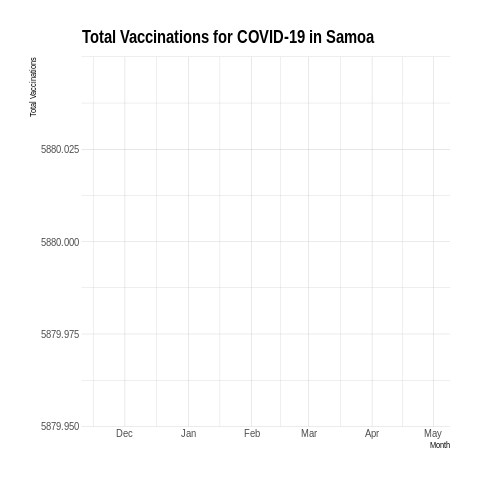 Total Vaccinations for COVID-19 in Samoa
Total Vaccinations
5880.025
5880.000
5879.975
5879.950
Dec Jan Feb Mar Apr May
Month